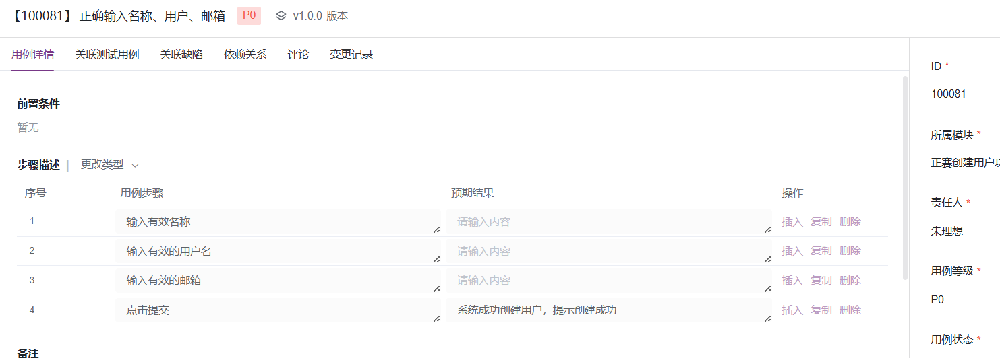 【100081】 正确输入名称、用户、邮箱 P0 v1.0.0 版本
用例详情 关联测试用例 关联缺陷 依赖关系 评论 变更记录
前置条件
暂无
步骤描述 | 更改类型
序号 用例步骤 预期结果 操作
1 输入有效名称 请输入内容 插入 复制 删除
2 输入有效的用户名 请输入内容 插入 复制 删除
3 输入有效的邮箱 请输入内容 插入 复制 删除
4 点击提交 系统成功创建用户，提示创建成功 插入 复制 删除
备注
ID *
100081
所属模块 *
正赛创建用户
责任人 *
朱理想
用例等级 *
P0
用例状态 *